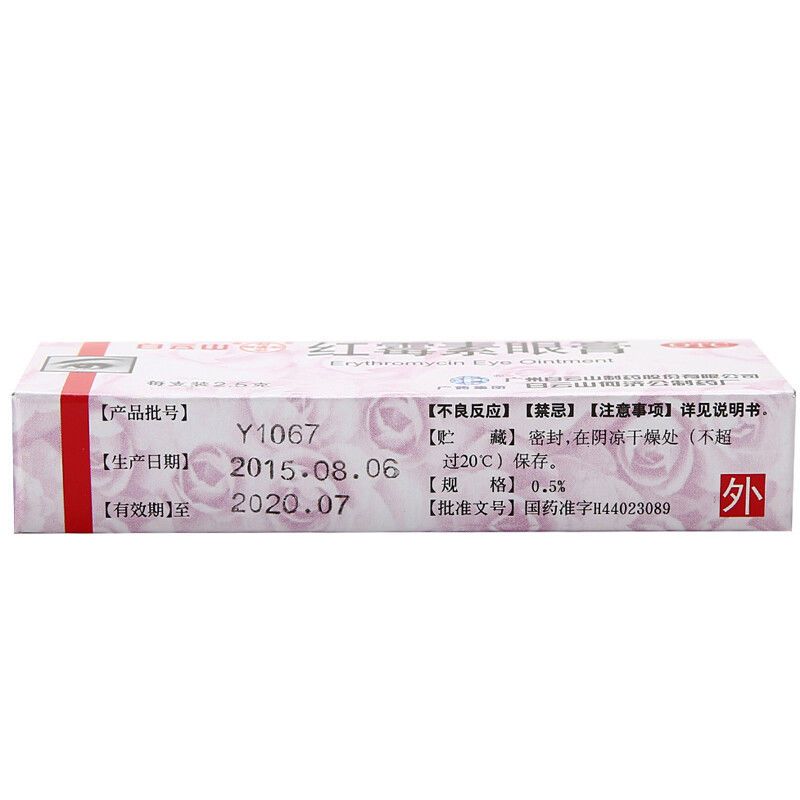 白云山
红霉素眼膏
OTC
Erythromycin Eye Ointment
每支装2.5克
广药集团
广州白云山制药股份有限公司
白云山何济公制药厂
【产品批号】 Y1067
【生产日期】 2015.08.06
【有效期】至 2020.07
【不良反应】【禁忌】【注意事项】详见说明书。
【贮　藏】密封,在阴凉干燥处(不超
过20℃)保存。
【规　格】0.5%
【批准文号】国药准字H44023089
外